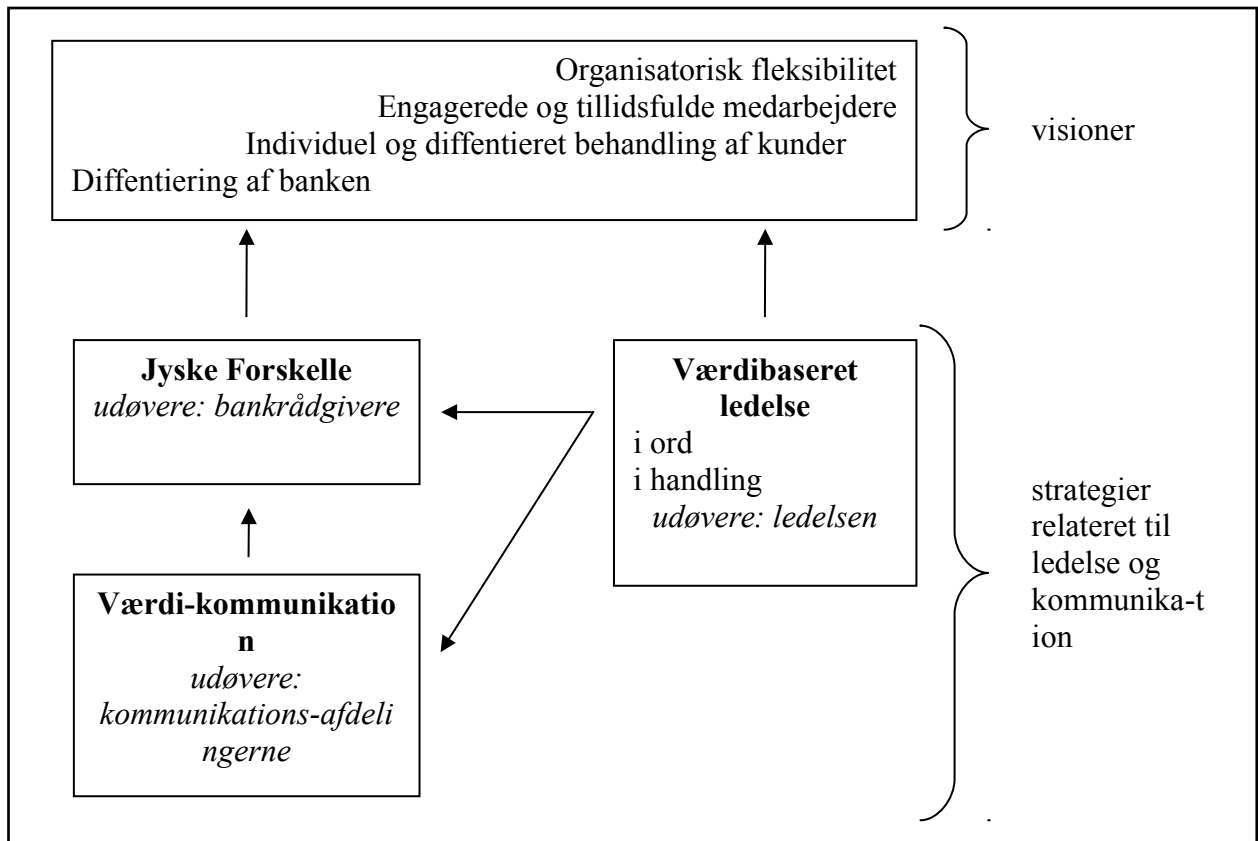 Organisatorisk fleksibilitet
Engagerede og tillidsfulde medarbejdere
Individuel og diffentieret behandling af kunder
Diffentiering af banken
visioner
.
Jyske Forskelle
udøvere: bankrådgivere
Værdibaseret
ledelse
i ord
i handling
udøvere: ledelsen
Værdi-kommunikatio
n
udøvere:
kommunikations-afdeli
ngerne
strategier
relateret til
ledelse og
kommunika-t
ion
.